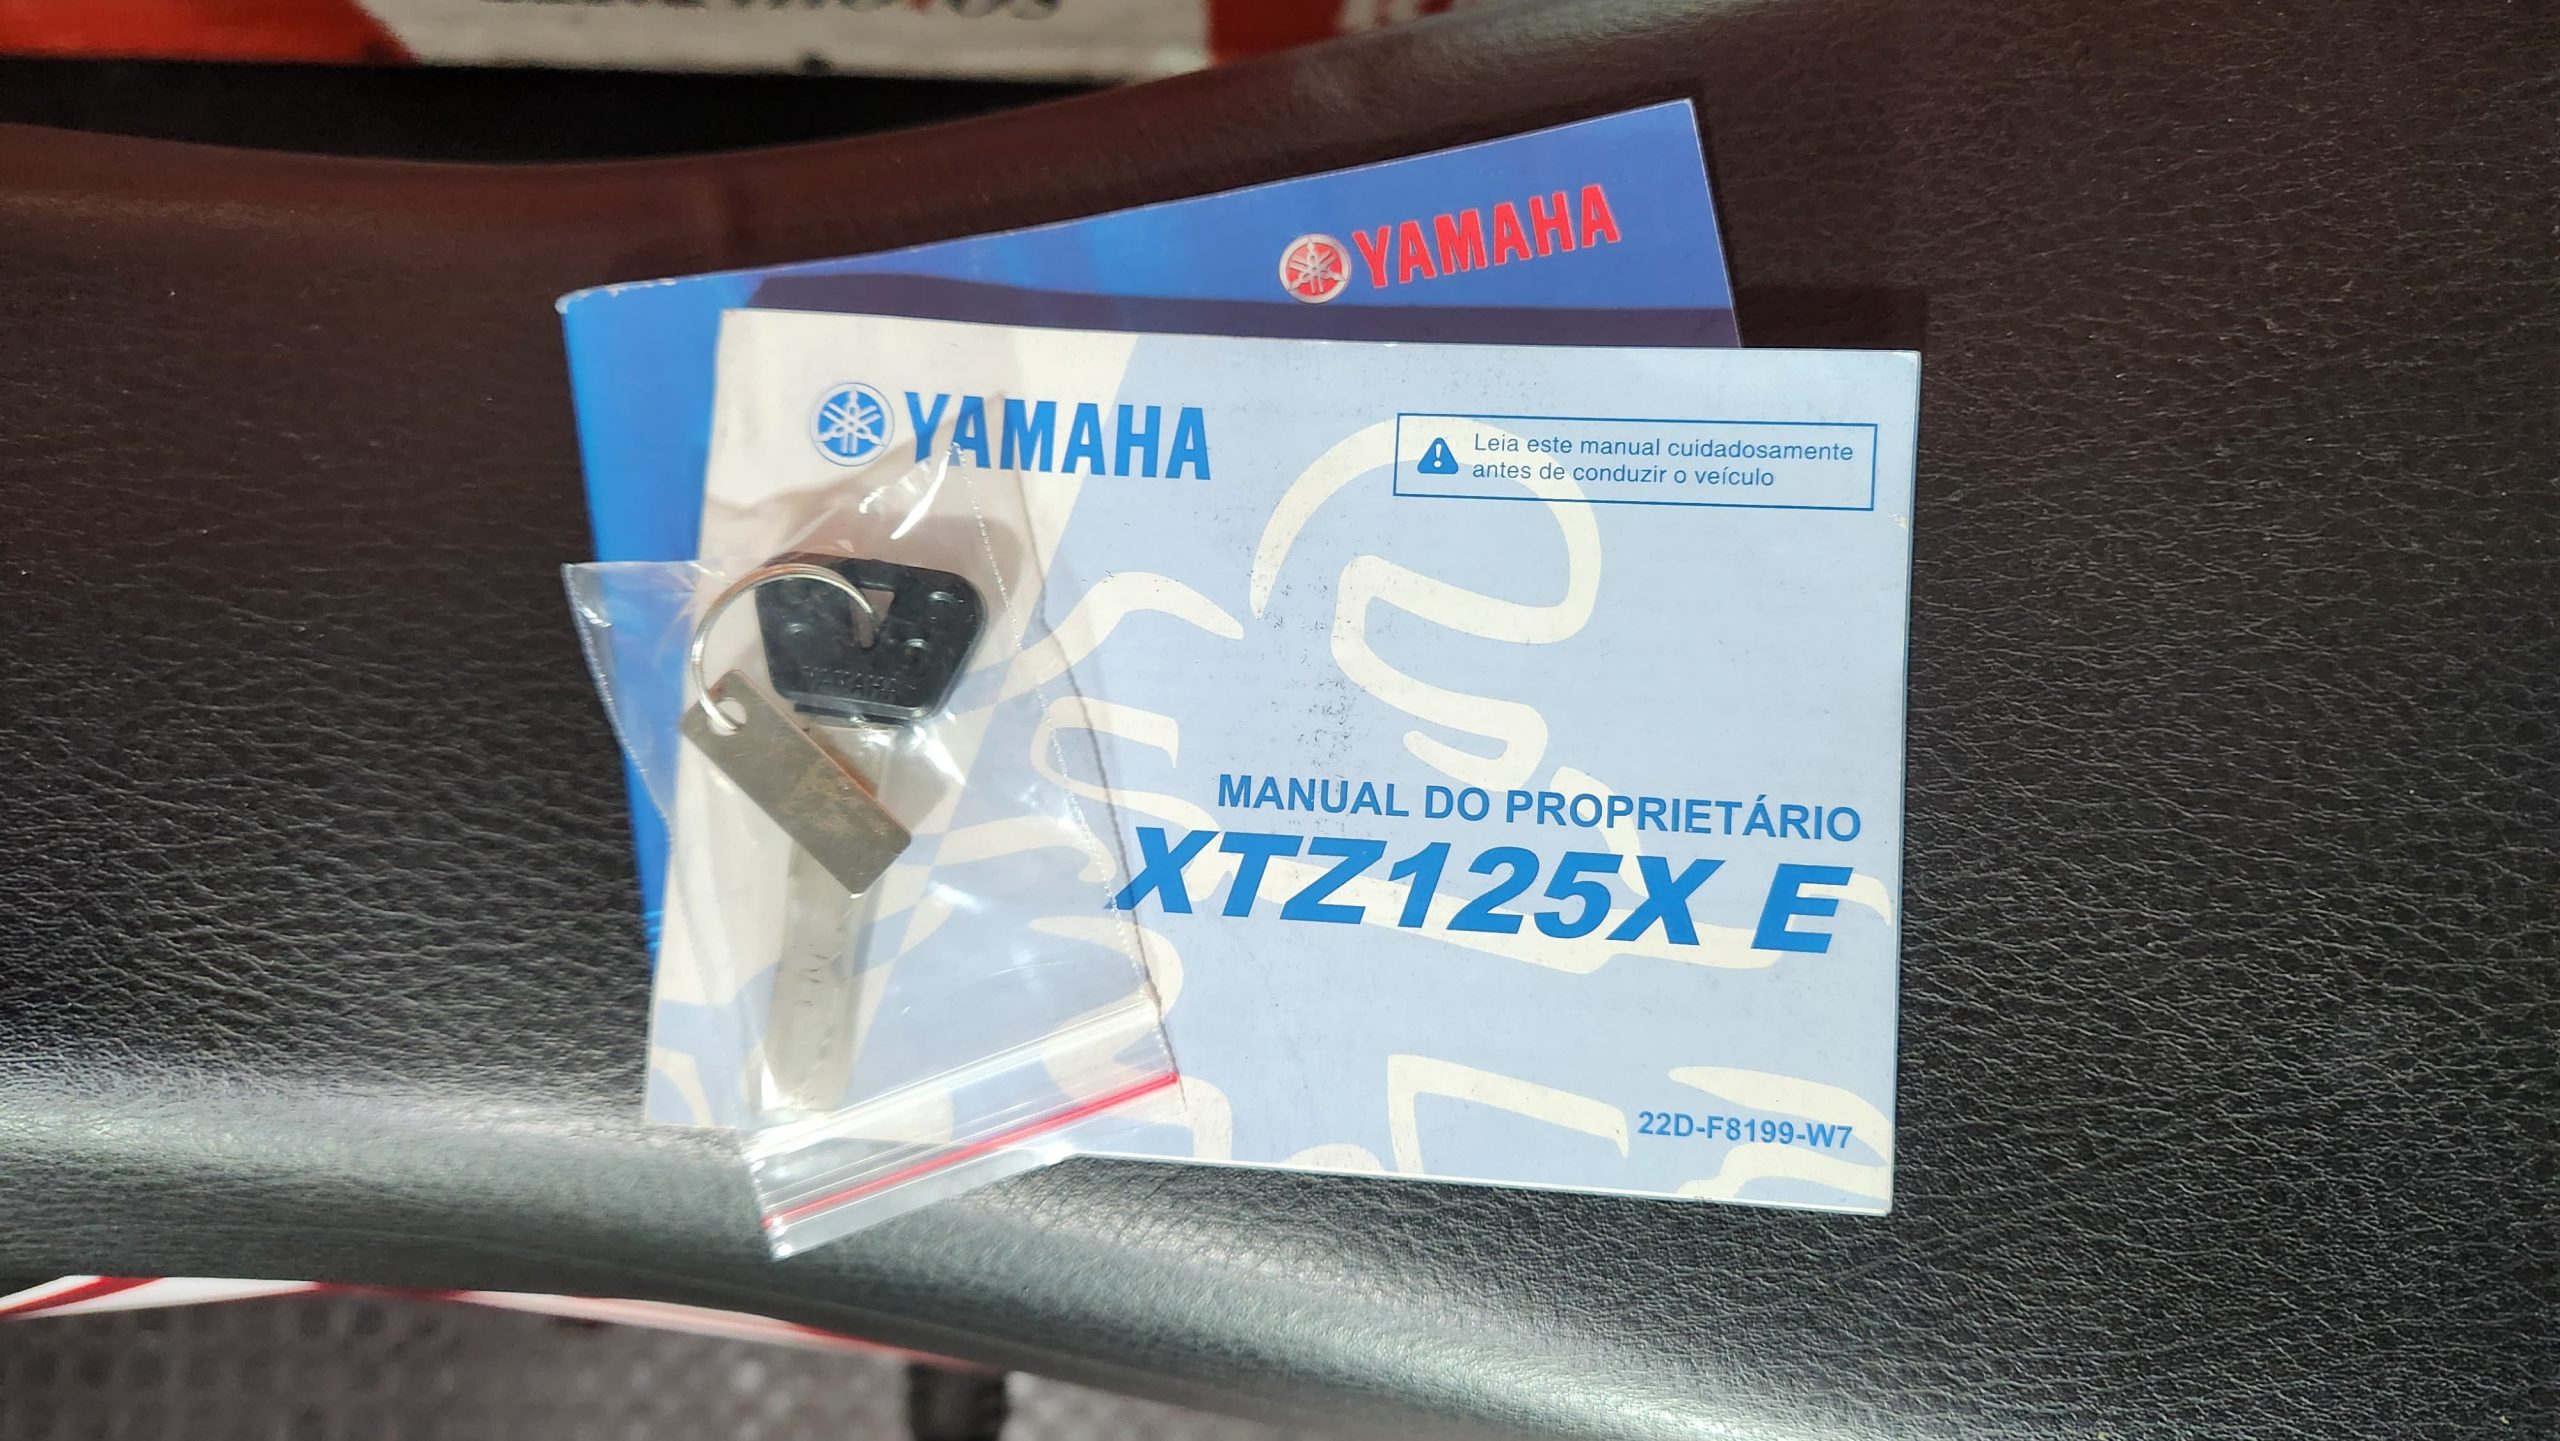 YAMAHA
YAMAHA
Leia este manual cuidadosamente
antes de conduzir o veículo
YAMAHA
MANUAL DO PROPRIETÁRIO
XTZ125X E
22D-F8199-W7